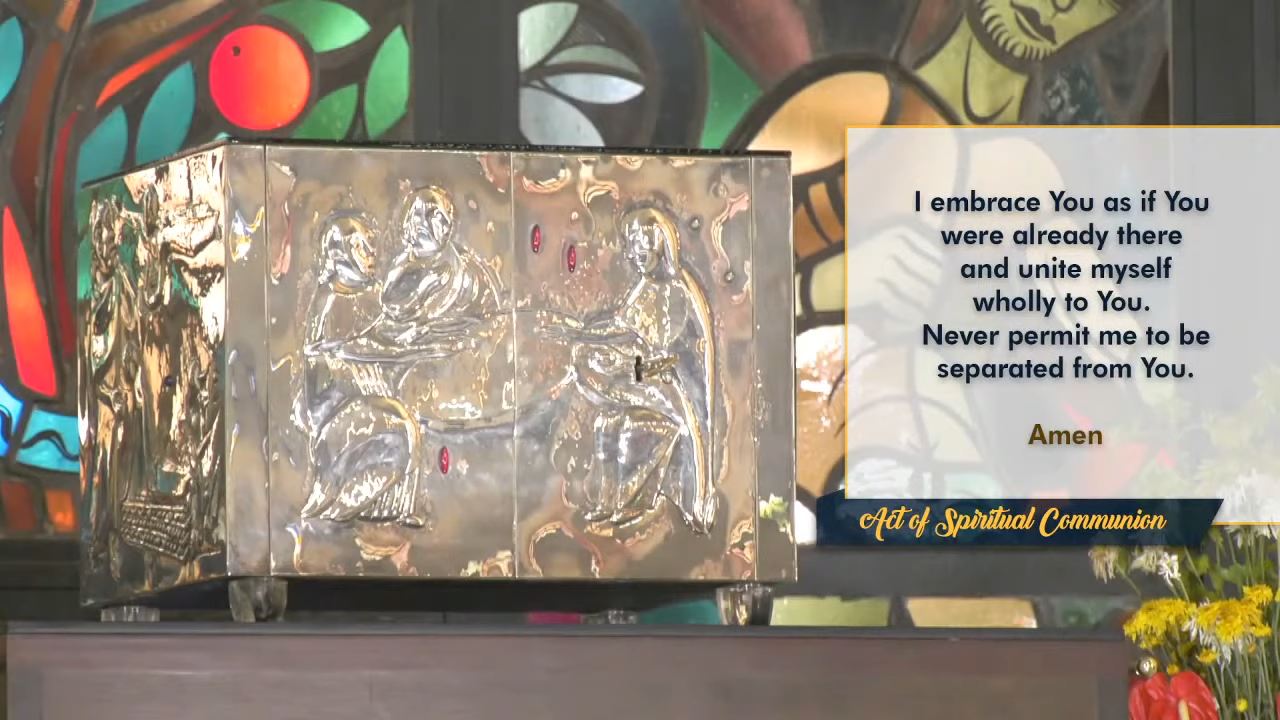 I embrace You as if You
were already there
and unite myself
wholly to You.
Never permit me to be
separated from You.
Amen
Act of Spiritual Communion